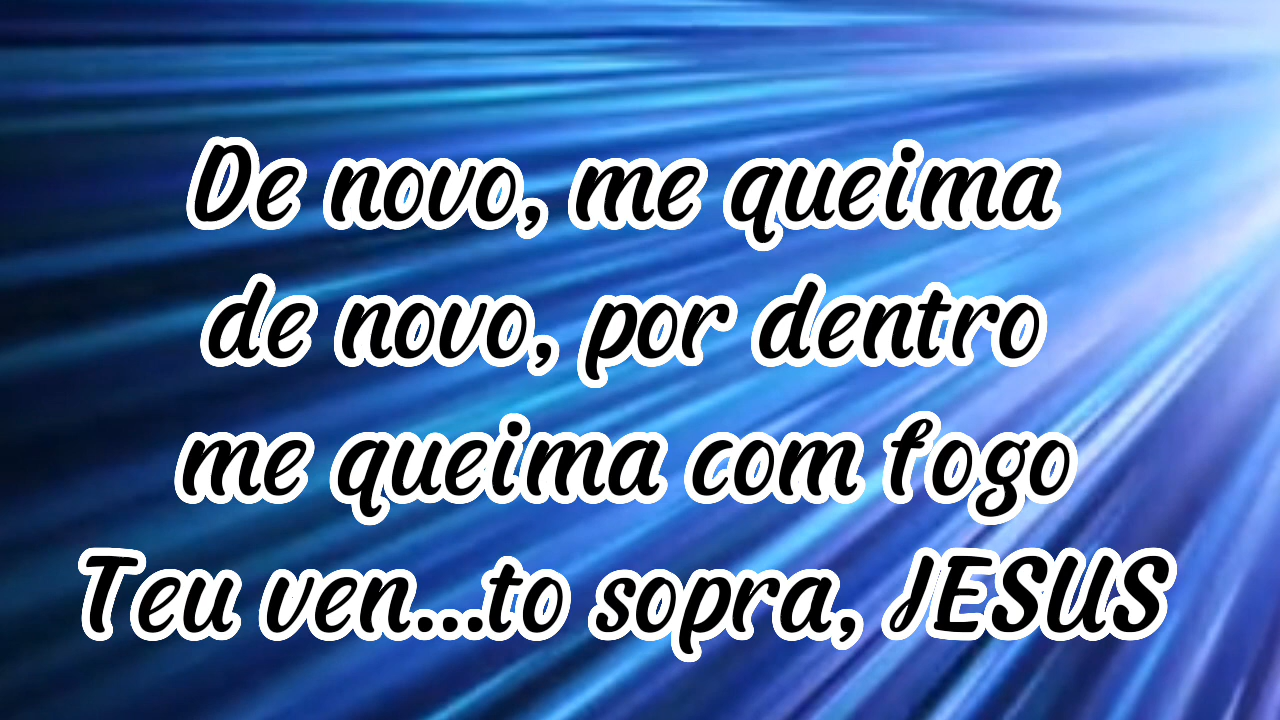 De novo, me queima
de novo, por dentro
me queima com fogo
Teu ven...to sopra, JESUS